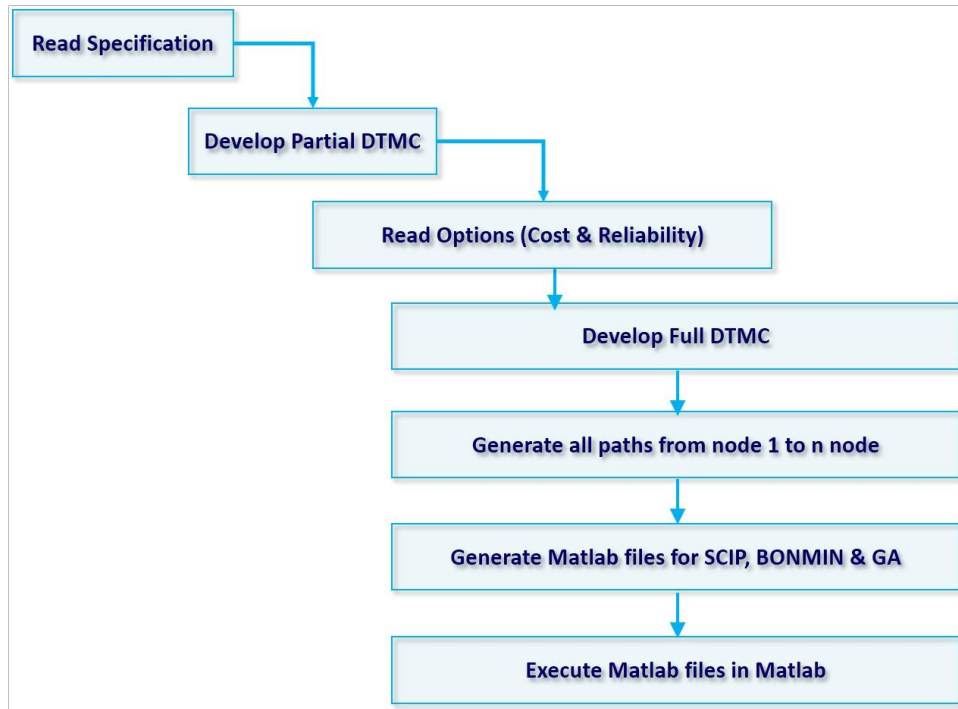 Read Specification
Develop Partial DTMC
Read Options (Cost & Reliability)
Develop Full DTMC
Generate all paths from node 1 to n node
Generate Matlab files for SCIP, BONMIN & GA
Execute Matlab files in Matlab